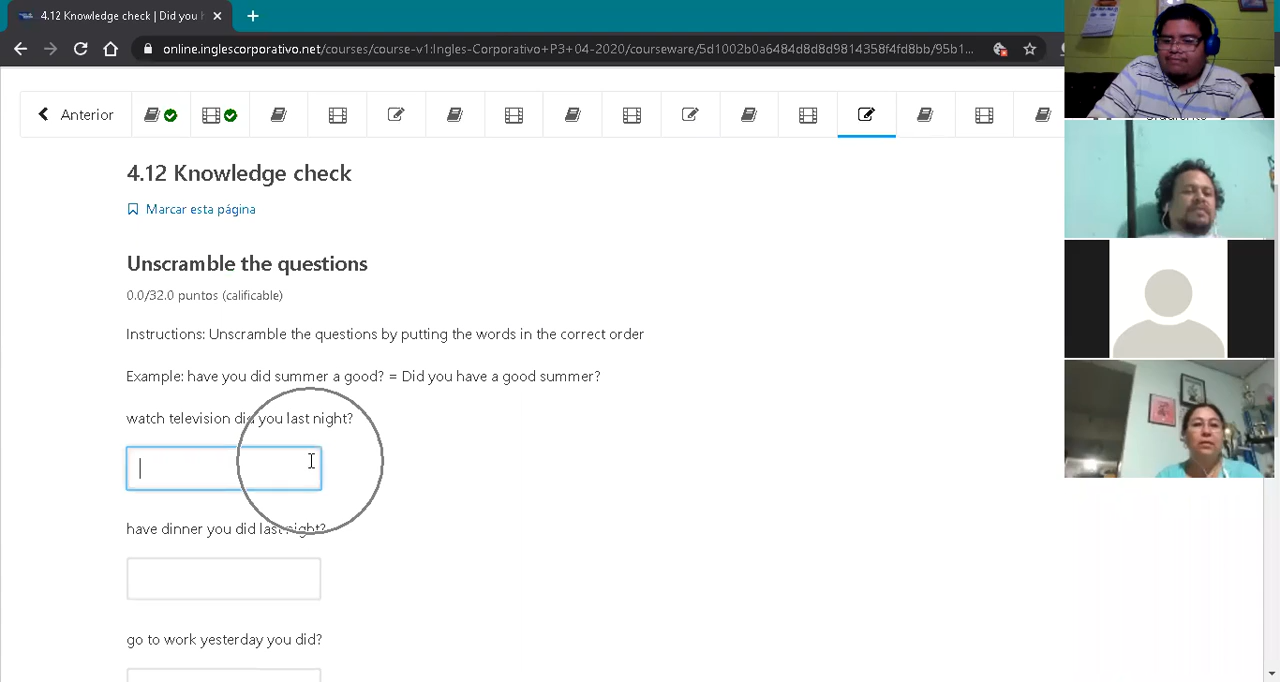 4.12 Knowledge check | Did you h
online.inglescorporativo.net/courses/course-v1:Ingles-Corporativo+P3+04-2020/courseware/5d1002b0a6484d8d8d9814358f4fd8bb/95b1...
Anterior
4.12 Knowledge check
Marcar esta página
Unscramble the questions
0.0/32.0 puntos (calificable)
Instructions: Unscramble the questions by putting the words in the correct order
Example: have you did summer a good? = Did you have a good summer?
watch television did you last night?
have dinner you did last night?
go to work yesterday you did?